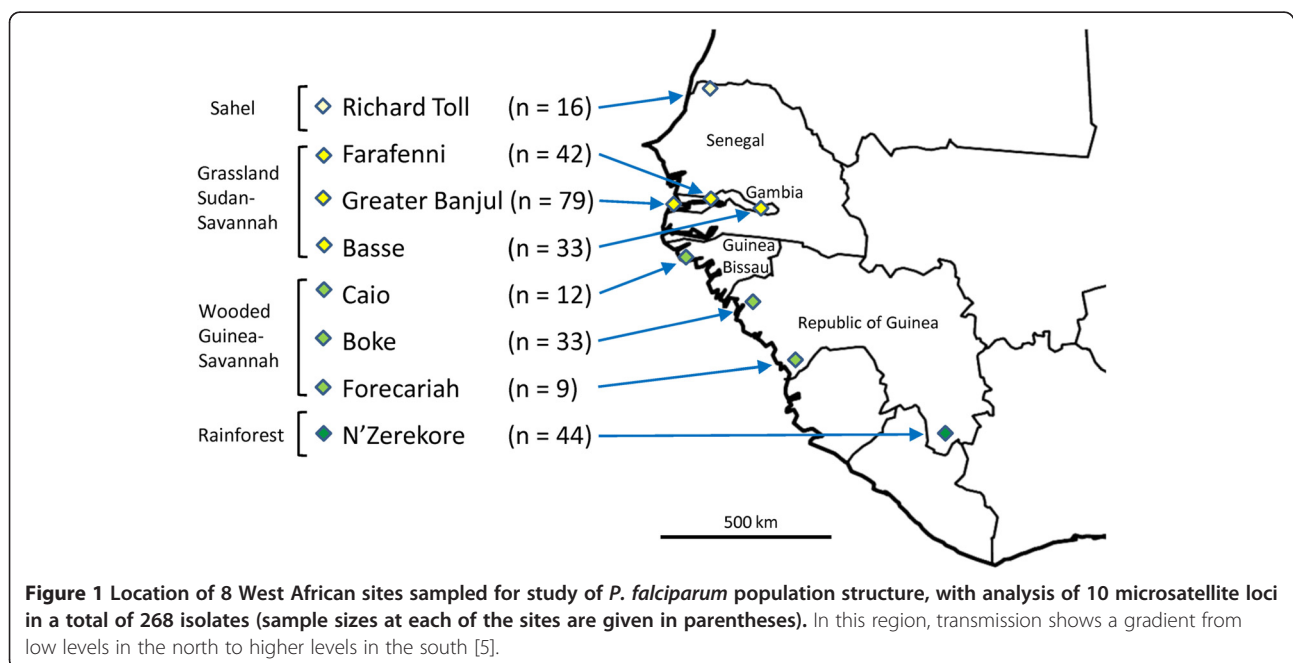 Sahel
Richard Toll (n = 16)
Grassland
Sudan-
Savannah
Farafenni (n = 42)
Greater Banjul (n = 79)
Basse (n = 33)
Wooded
Guinea-
Savannah
Caio (n = 12)
Boke (n = 33)
Forecariah (n = 9)
Rainforest
N'Zerekore (n = 44)
Senegal
Gambia
Guinea
Bissau
Republic of Guinea
500 km
Figure 1 Location of 8 West African sites sampled for study of P. falciparum population structure, with analysis of 10 microsatellite loci
in a total of 268 isolates (sample sizes at each of the sites are given in parentheses). In this region, transmission shows a gradient from
low levels in the north to higher levels in the south [5].